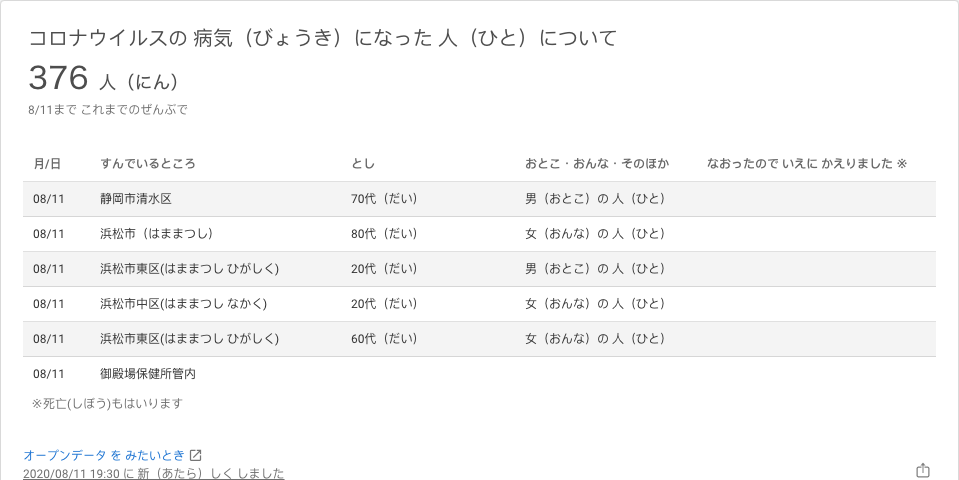 コロナウイルスの 病気（びょうき）になった 人（ひと）について
376 人（にん）
8/11まで これまでのぜんぶで
月/日 すんでいるところ とし おとこ・おんな・そのほか なおったので いえに かえりました ※
08/11 静岡市清水区 70代（だい） 男（おとこ）の 人（ひと）
08/11 浜松市（はままつし） 80代（だい） 女（おんな）の 人（ひと）
08/11 浜松市東区(はままつし ひがしく) 20代（だい） 男（おとこ）の 人（ひと）
08/11 浜松市中区(はままつし なかく) 20代（だい） 女（おんな）の 人（ひと）
08/11 浜松市東区(はままつし ひがしく) 60代（だい） 女（おんな）の 人（ひと）
08/11 御殿場保健所管内
※死亡(しぼう)もはいります
オープンデータ を みたいとき
2020/08/11 19:30 に 新（あたら）しく しました